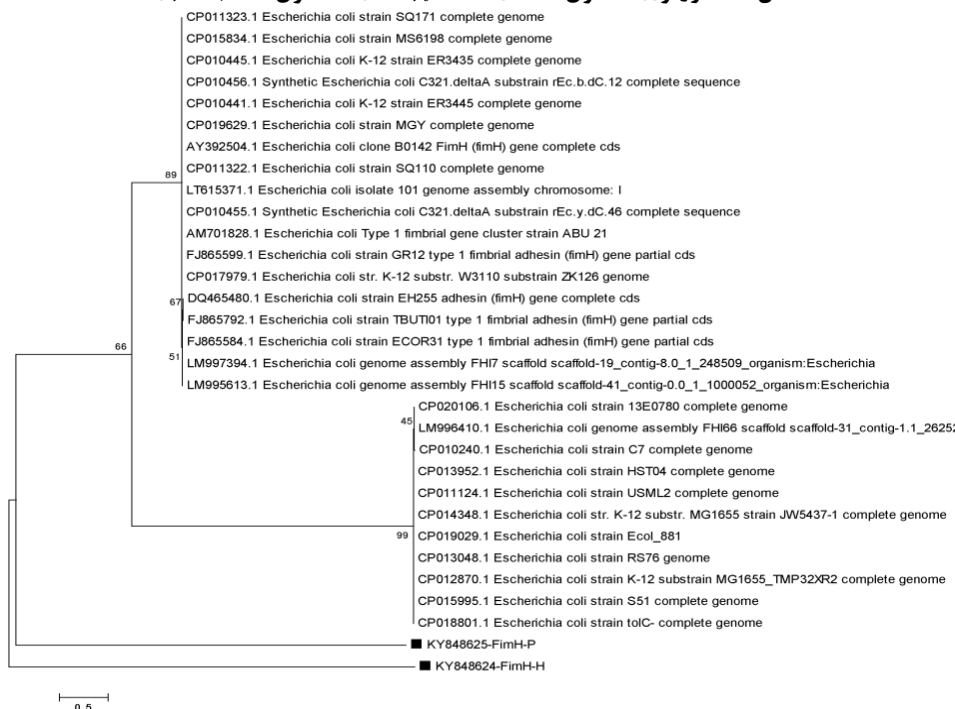 CP011323.1 Escherichia coli strain SQ171 complete genome
CP015834.1 Escherichia coli strain MS6198 complete genome
CP010445.1 Escherichia coli K-12 strain ER3435 complete genome
CP010456.1 Synthetic Escherichia coli C321.deltaA substrain rEc.b.dC.12 complete sequence
CP010441.1 Escherichia coli K-12 strain ER3445 complete genome
CP019629.1 Escherichia coli strain MGY complete genome
AY392504.1 Escherichia coli clone B0142 FimH (fimH) gene complete cds
CP011322.1 Escherichia coli strain SQ110 complete genome
89
LT615371.1 Escherichia coli isolate 101 genome assembly chromosome: I
CP010455.1 Synthetic Escherichia coli C321.deltaA substrain rEc.y.dC.46 complete sequence
AM701828.1 Escherichia coli Type 1 fimbrial gene cluster strain ABU 21
FJ865599.1 Escherichia coli strain GR12 type 1 fimbrial adhesin (fimH) gene partial cds
CP017979.1 Escherichia coli str. K-12 substr. W3110 substrain ZK126 genome
67 DQ465480.1 Escherichia coli strain EH255 adhesin (fimH) gene complete cds
FJ865792.1 Escherichia coli strain TBUTI01 type 1 fimbrial adhesin (fimH) gene partial cds
FJ865584.1 Escherichia coli strain ECOR31 type 1 fimbrial adhesin (fimH) gene partial cds
66
51
LM997394.1 Escherichia coli genome assembly FHI7 scaffold scaffold-19_contig-8.0_1_248509_organism:Escherichia
LM995613.1 Escherichia coli genome assembly FHI15 scaffold scaffold-41_contig-0.0_1_1000052_organism:Escherichia
CP020106.1 Escherichia coli strain 13E0780 complete genome
45
LM996410.1 Escherichia coli genome assembly FHI66 scaffold scaffold-31_contig-1.1_26252
CP010240.1 Escherichia coli strain C7 complete genome
CP013952.1 Escherichia coli strain HST04 complete genome
CP011124.1 Escherichia coli strain USML2 complete genome
CP014348.1 Escherichia coli str. K-12 substr. MG1655 strain JW5437-1 complete genome
99 CP019029.1 Escherichia coli strain Ecol_881
CP013048.1 Escherichia coli strain RS76 genome
CP012870.1 Escherichia coli strain K-12 substrain MG1655_TMP32XR2 complete genome
CP015995.1 Escherichia coli strain S51 complete genome
CP018801.1 Escherichia coli strain tolC- complete genome
KY848625-FimH-P
KY848624-FimH-H
0.5